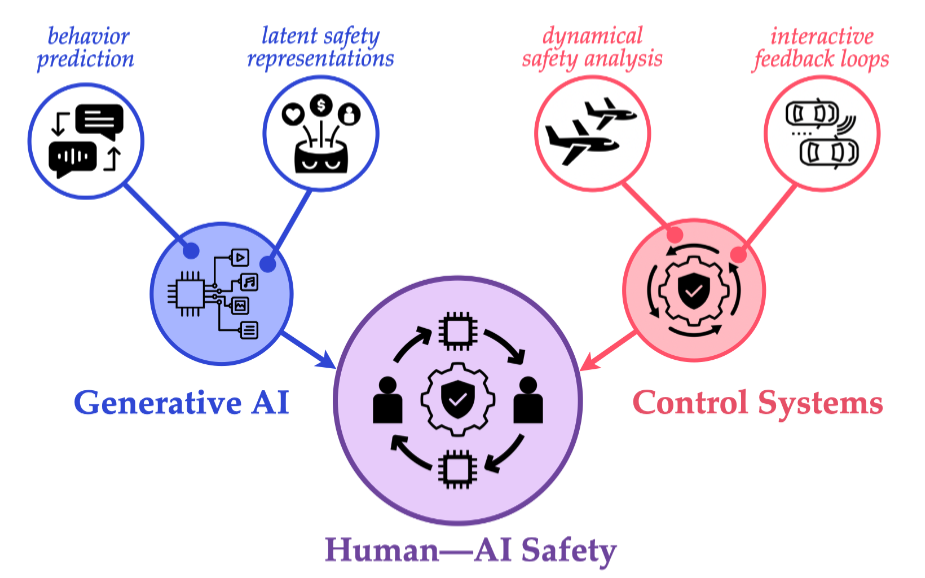 behavior
prediction
latent safety
representations
dynamical
safety analysis
interactive
feedback loops
$
Generative AI
Control Systems
Human—AI Safety